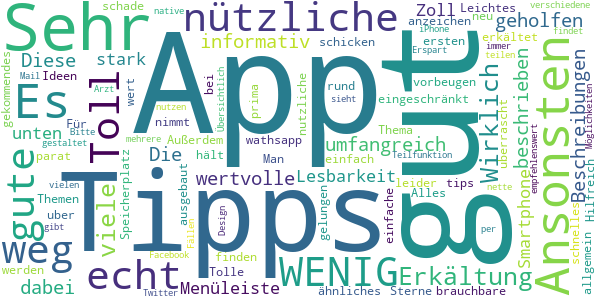 schade
native
verschiedene
Sehr
nützliche
Zoll
Leichtes
anzeichen
neu
iPhone
geholfen
App
gut
Diese
stark
informativ
ersten
erkältet
immer
teilen
findet
gekommendes
Mail
Ideen
Arzt
Toll
bei
Übersichtlich
schicken
Maxima
prima
rund
vorbeugen
Wirklich
beschrieben
überrascht
Erspart
Ansonsten
Beschreibungen
Möglichkeiten
Es
wert
nimmt
nützliche
eingeschränkt
sieht
nutzen
Für
Bitte
parat
Außerdem
wathsapp
Thema
umfangreich
unten
mehrere
gute
gestaltet
Die
hält
Man
einfach
Teilfunktion
Smartphone
empfehlenswert
Hilfreich
Tipps
Themen
viele
Speicherplatz
ausgebaut
wertvolle
Lesbarkeit
leider
tips
nette
weg
vielen
uber
gibt
Fällen
finden
Design
gelungen
Alles
einfache
schnelles
allgemein
werden
echt
Tolle
WENIG
Erkältung
per
dabei
Facebook
Twitter
Menüleiste
ähnliches
Sterne
brauchbare